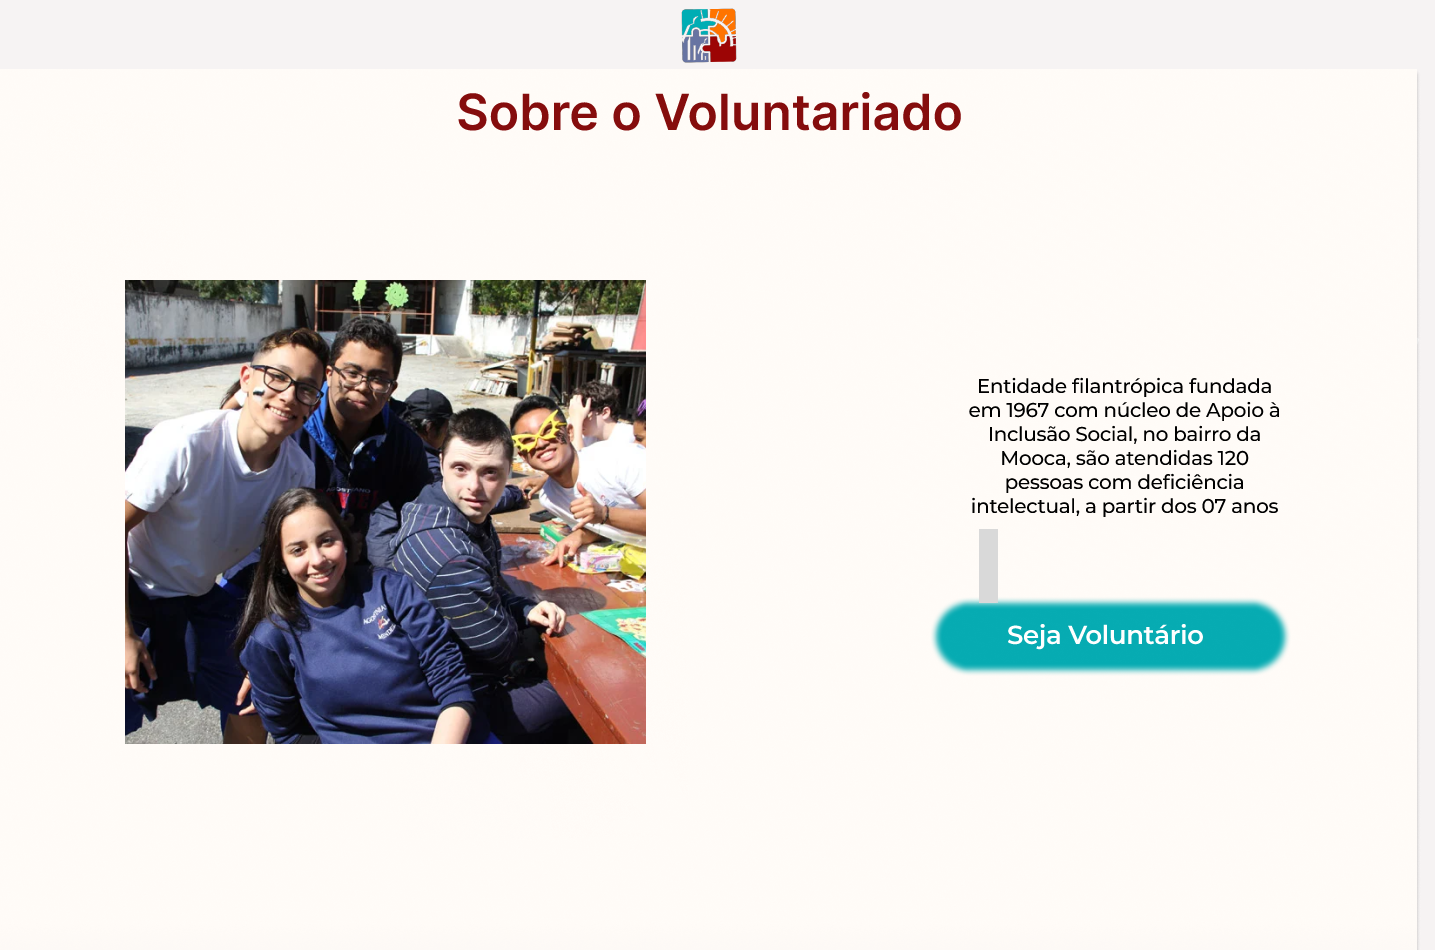 Sobre o Voluntariado
Entidade filantrópica fundada
em 1967 com núcleo de Apoio à
Inclusão Social, no bairro da
Mooca, são atendidas 120
pessoas com deficiência
intelectual, a partir dos 07 anos
Seja Voluntário